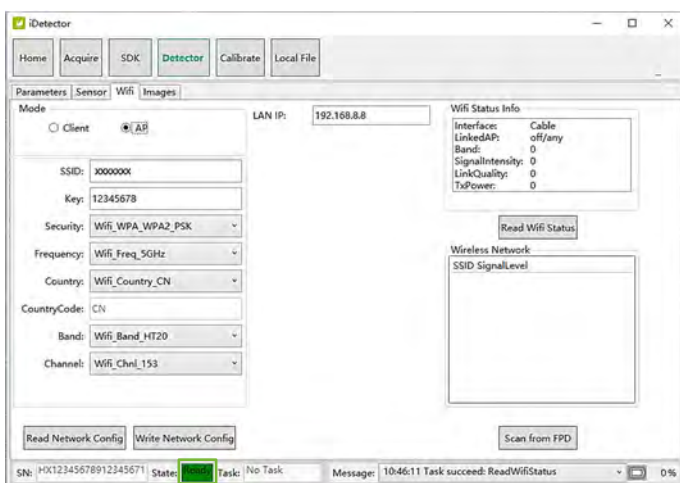 iDetector
Home Acquire SDK Detector Calibrate Local File
Parameters Sensor Wifi Images
Mode
Client AP
LAN IP: 192.168.8.8
SSID: XXXXXXX
Key: 12345678
Security: Wifi_WPA_WPA2_PSK
Frequency: Wifi_Freq_5GHz
Country: Wifi_Country_CN
CountryCode: CN
Band: Wifi_Band_HT20
Channel: Wifi_Chnl_153
Read Network Config Write Network Config
Wifi Status Info
Interface: Cable
LinkedAP: off/any
Band: 0
SignalIntensity: 0
LinkQuality: 0
TxPower: 0
Read Wifi Status
Wireless Network
SSID SignalLevel
Scan from FPD
SN: HX12345678912345671 State: Ready Task: No Task Message: 10:46:11 Task succeed: ReadWifiStatus 0%